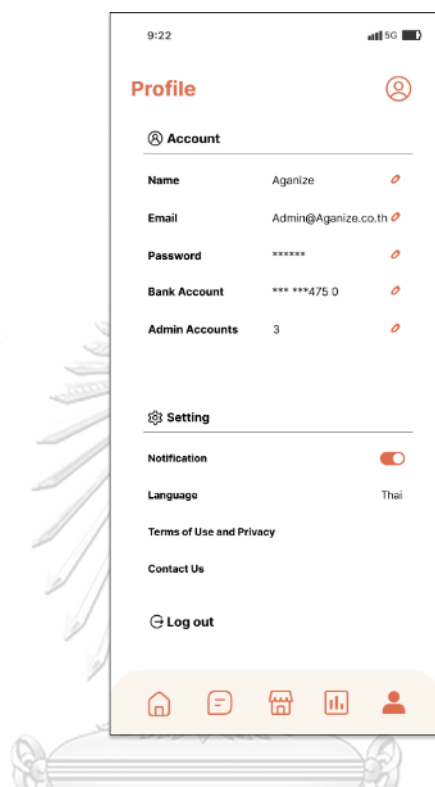 9:22 5G
Profile
Account
Name Aganize
Email Admin@Aganize.co.th
Password ******
Bank Account *** ***475 0
Admin Accounts 3
Setting
Notification
Language Thai
Terms of Use and Privacy
Contact Us
Log out